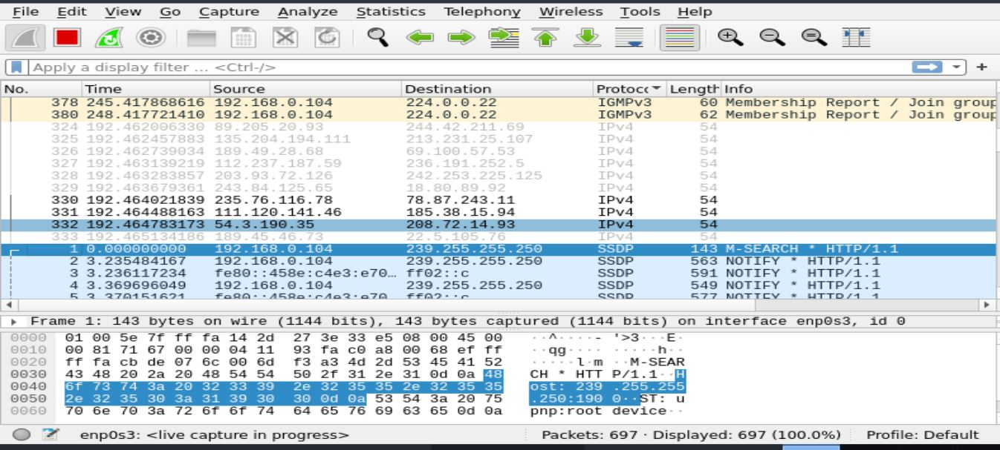 File Edit View Go Capture Analyze Statistics Telephony Wireless Tools Help
Apply a display filter ... <Ctrl-/>
No. Time Source Destination Protoc Length Info
378 245.417868616 192.168.0.104 224.0.0.22 IGMPv3 60 Membership Report / Join group
380 248.417721410 192.168.0.104 224.0.0.22 IGMPv3 62 Membership Report / Join group
324 192.462006330 89.205.20.93 244.42.211.69 IPv4 54
325 192.462457883 135.204.194.111 213.231.25.107 IPv4 54
326 192.462739034 189.49.28.68 69.100.57.53 IPv4 54
327 192.463139219 112.237.187.59 236.191.252.5 IPv4 54
328 192.463283857 203.93.72.126 242.253.225.125 IPv4 54
329 192.463679361 243.84.125.65 18.80.89.92 IPv4 54
330 192.464021839 235.76.116.78 78.87.243.11 IPv4 54
331 192.464488163 111.120.141.46 185.38.15.94 IPv4 54
332 192.464783173 54.3.190.35 208.72.14.93 IPv4 54
333 192.465134186 189.45.46.73 22.5.105.76 IPv4 54
1 0.000000000 192.168.0.104 239.255.255.250 SSDP 143 M-SEARCH * HTTP/1.1
2 3.235484167 192.168.0.104 239.255.255.250 SSDP 563 NOTIFY * HTTP/1.1
3 3.236117234 fe80::458e:c4e3:e70… ff02::c SSDP 591 NOTIFY * HTTP/1.1
4 3.369696049 192.168.0.104 239.255.255.250 SSDP 549 NOTIFY * HTTP/1.1
5 3.370151621 fe80::458e:c4e3:e70 ff02::c SSDP 577 NOTIFY * HTTP/1.1
Frame 1: 143 bytes on wire (1144 bits), 143 bytes captured (1144 bits) on interface enp0s3, id 0
0000 01 00 5e 7f ff fa 14 2d 27 3e 33 e5 08 00 45 00 ··^····- '>3···E·
0010 00 81 71 67 00 00 04 11 93 fa c0 a8 00 68 ef ff ··qg···· ·····h··
0020 ff fa cb de 07 6c 00 6d f3 a3 4d 2d 53 45 41 52 ·····l·m ··M-SEAR
0030 43 48 20 2a 20 48 54 54 50 2f 31 2e 31 0d 0a 48 CH * HTT P/1.1··H
0040 6f 73 74 3a 20 32 33 39 2e 32 35 35 2e 32 35 35 ost: 239 .255.255
0050 2e 32 35 30 3a 31 39 30 30 0d 0a 53 54 3a 20 75 .250:190 0··ST: u
0060 70 6e 70 3a 72 6f 6f 74 64 65 76 69 63 65 0d 0a pnp:root device··
enp0s3: <live capture in progress> Packets: 697 · Displayed: 697 (100.0%) Profile: Default